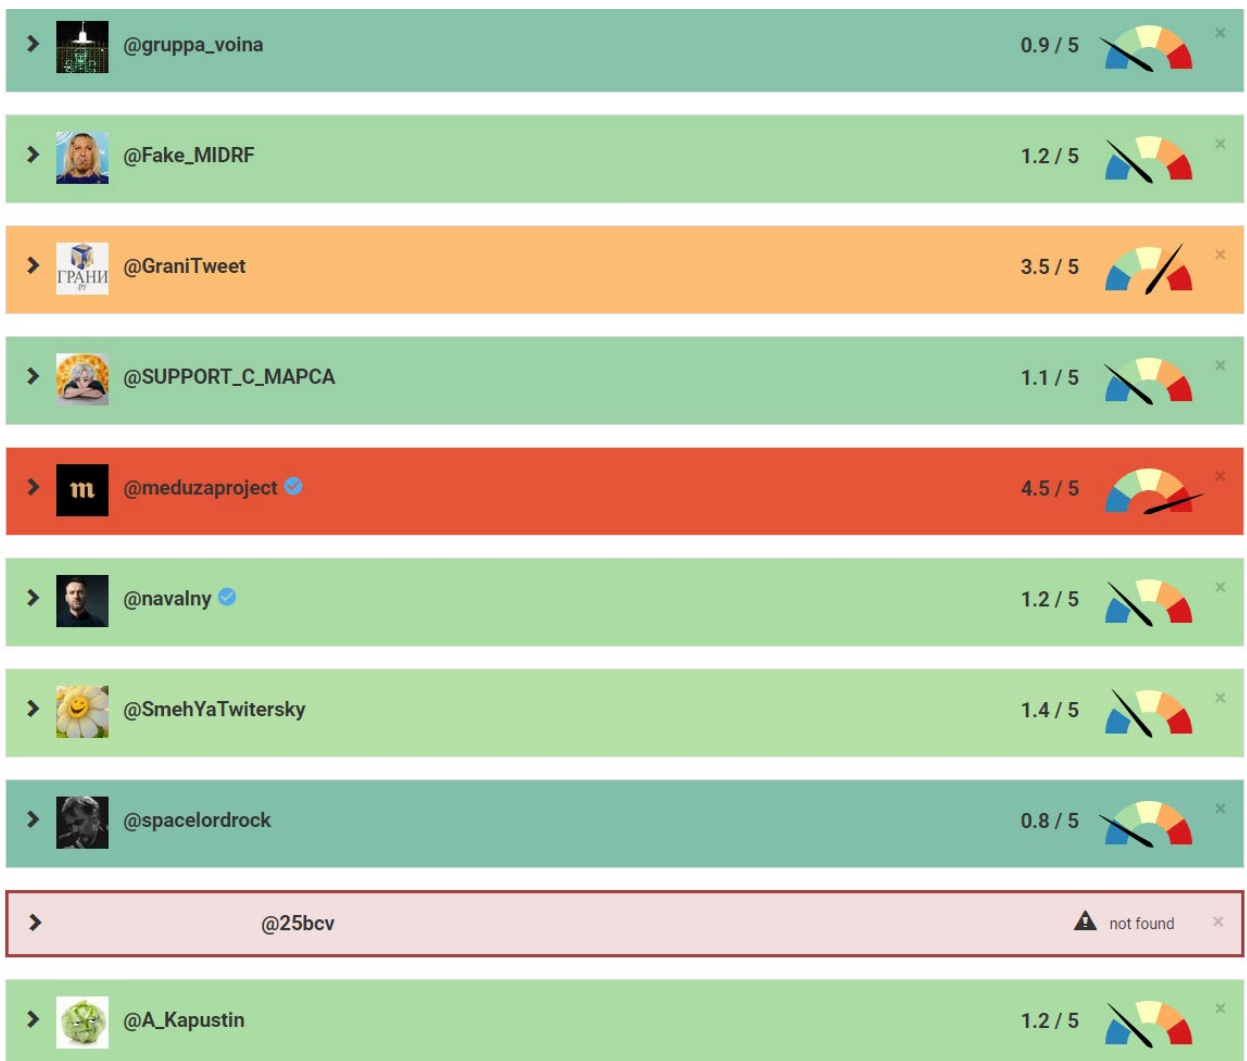 @gruppa_voina 0.9 / 5 ×
@Fake_MIDRF 1.2 / 5 ×
ГРАНИ
.РУ
@GraniTweet 3.5 / 5 ×
@SUPPORT_C_MAPCA 1.1 / 5 ×
m @meduzaproject 4.5 / 5 ×
@navalny 1.2 / 5 ×
@SmehYaTwitersky 1.4 / 5 ×
@spacelordrock 0.8 / 5 ×
@25bcv not found ×
@A_Kapustin 1.2 / 5 ×